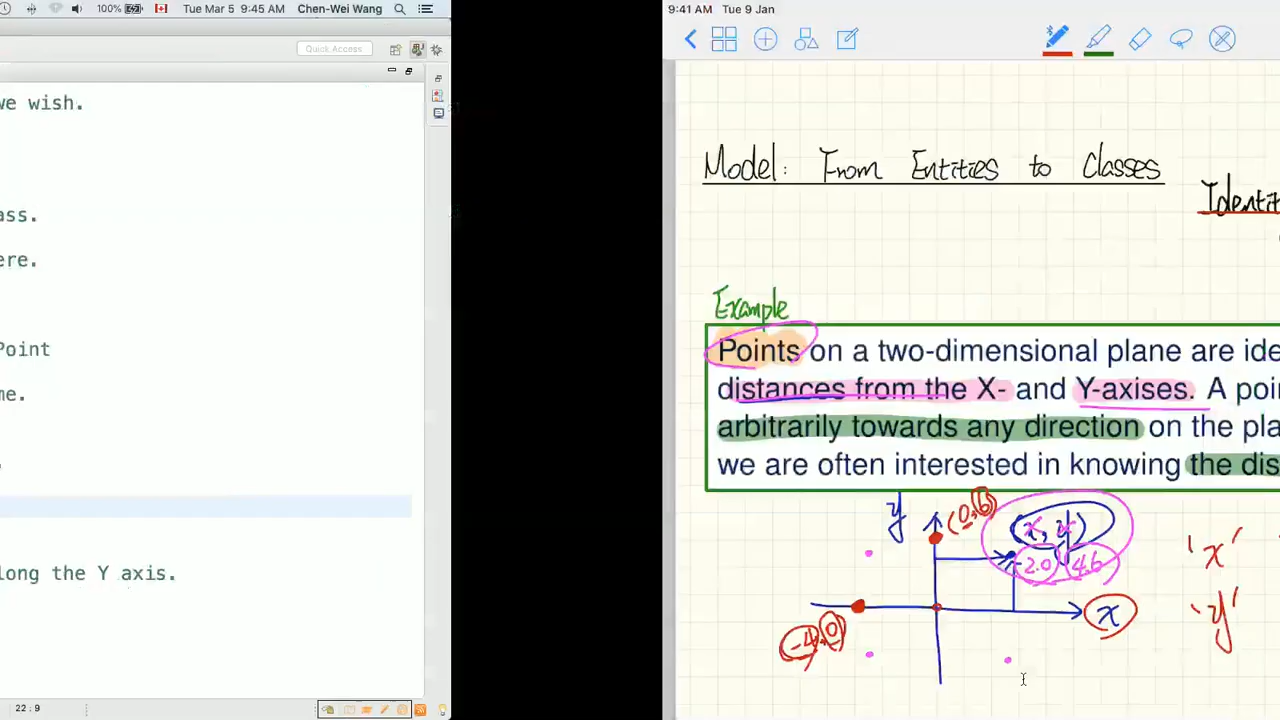 100% Tue Mar 5 9:45 AM Chen-Wei Wang
Quick Access
we wish.
ass.
ere.
Point
me.
long the Y axis.
22 : 9
9:41 AM Tue 9 Jan
Model: From Entities to Classes
Identit
Example
Points on a two-dimensional plane are ide
distances from the X- and Y-axises. A poin
arbitrarily towards any direction on the pla
we are often interested in knowing the dis
y (0,6) (x, y)
-2.0 4.6 'x'
x 'y'
(-4,0)